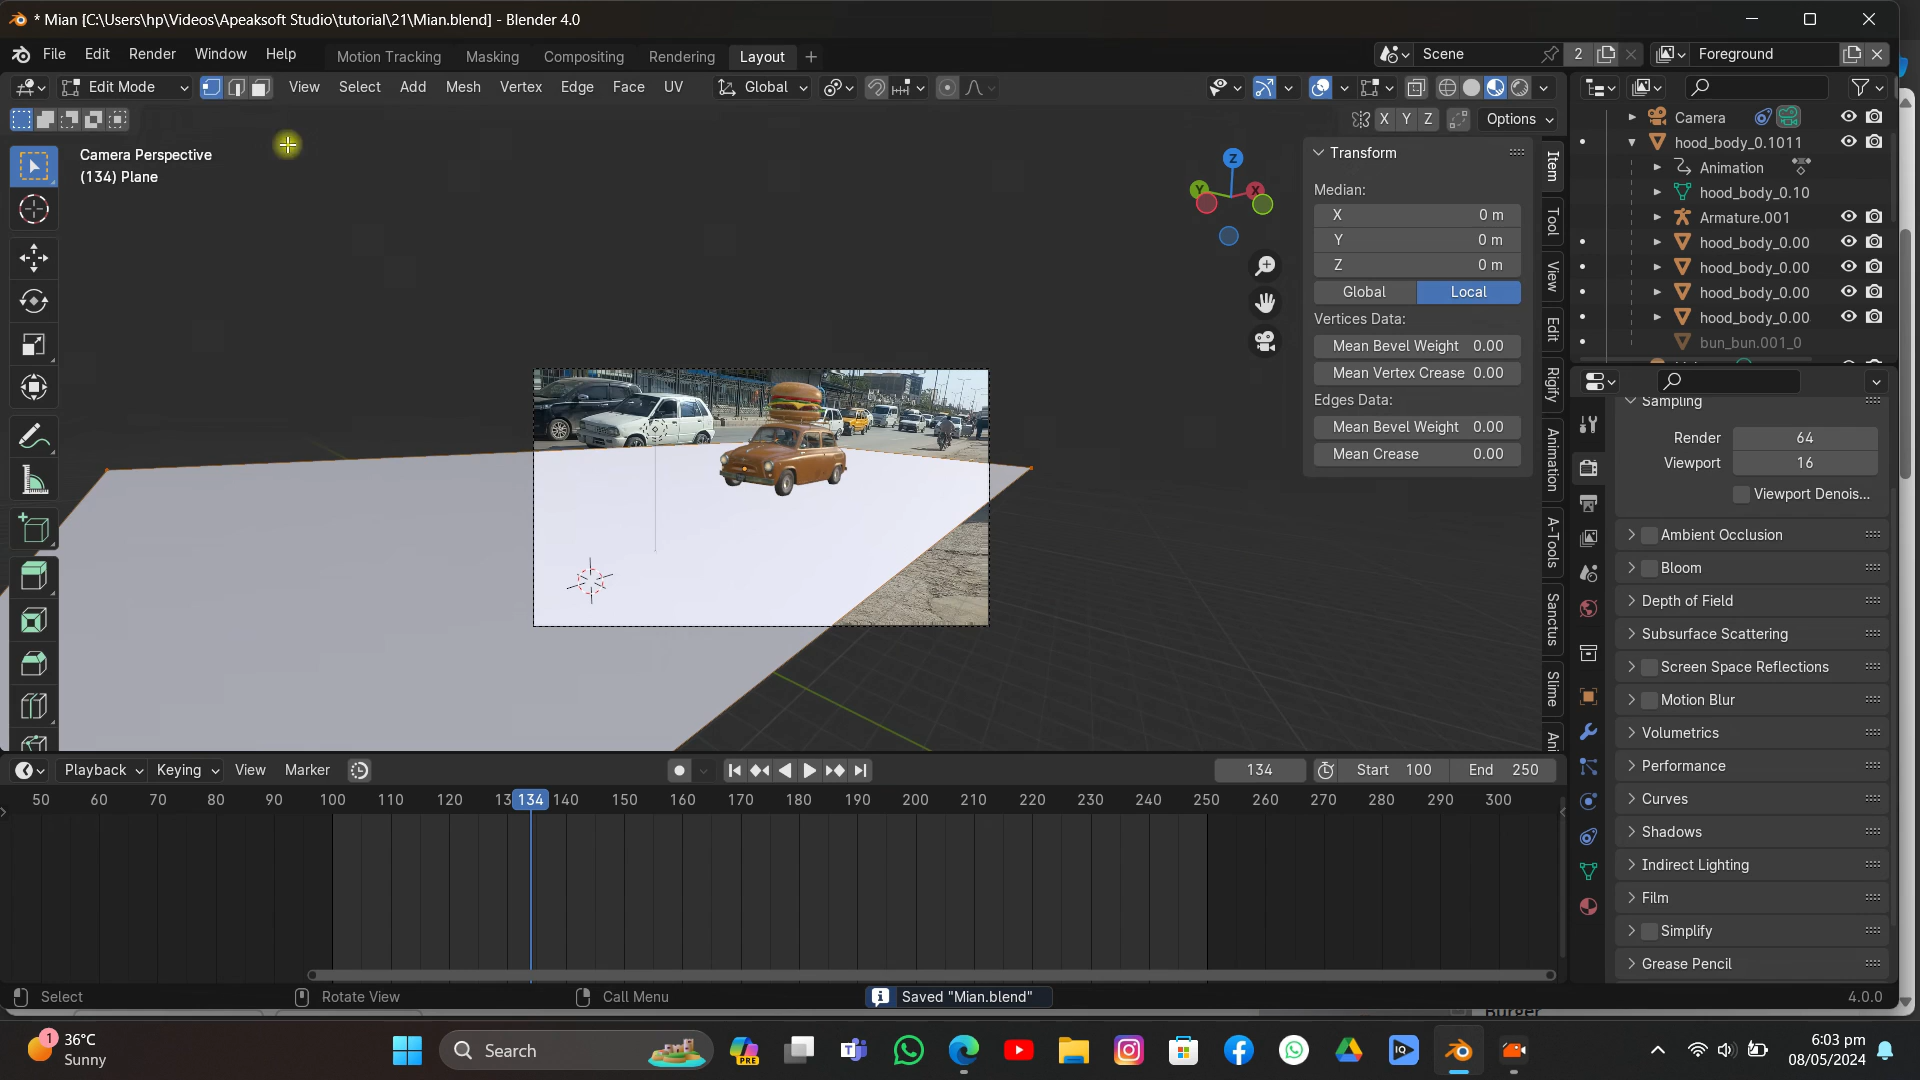 * Mian [C:\Users\hp\Videos\Apeaksoft Studio\tutorial\21\Mian.blend] - Blender 4.0
File Edit Render Window Help
Motion Tracking Masking Compositing Rendering Layout
Scene 2
Foreground
Edit Mode View Select Add Mesh Vertex Edge Face UV Global
X Y Z Options
Camera Perspective
(134) Plane
Z
Y X
Transform
Median:
X 0 m
Y 0 m
Z 0 m
Global Local
Vertices Data:
Mean Bevel Weight 0.00
Mean Vertex Crease 0.00
Edges Data:
Mean Bevel Weight 0.00
Mean Crease 0.00
Item
Tool
View
Edit
Rigify
Animation
A-Tools
Sanctus
Slime
Ani
Camera
hood_body_0.1011
Animation
hood_body_0.10
Armature.001
hood_body_0.00
hood_body_0.00
hood_body_0.00
hood_body_0.00
bun_bun.001_0
Sampling
Render 64
Viewport 16
Viewport Denois...
Ambient Occlusion
Bloom
Depth of Field
Subsurface Scattering
Screen Space Reflections
Motion Blur
Volumetrics
Performance
Curves
Shadows
Indirect Lighting
Film
Simplify
Grease Pencil
Playback Keying View Marker
134 Start 100 End 250
50 60 70 80 90 100 110 120 13 134 140 150 160 170 180 190 200 210 220 230 240 250 260 270 280 290 300
Select Rotate View Call Menu
Saved "Mian.blend"
4.0.0
Burger
1 36°C
Sunny
Search
PRE
IQ
6:03 pm
08/05/2024